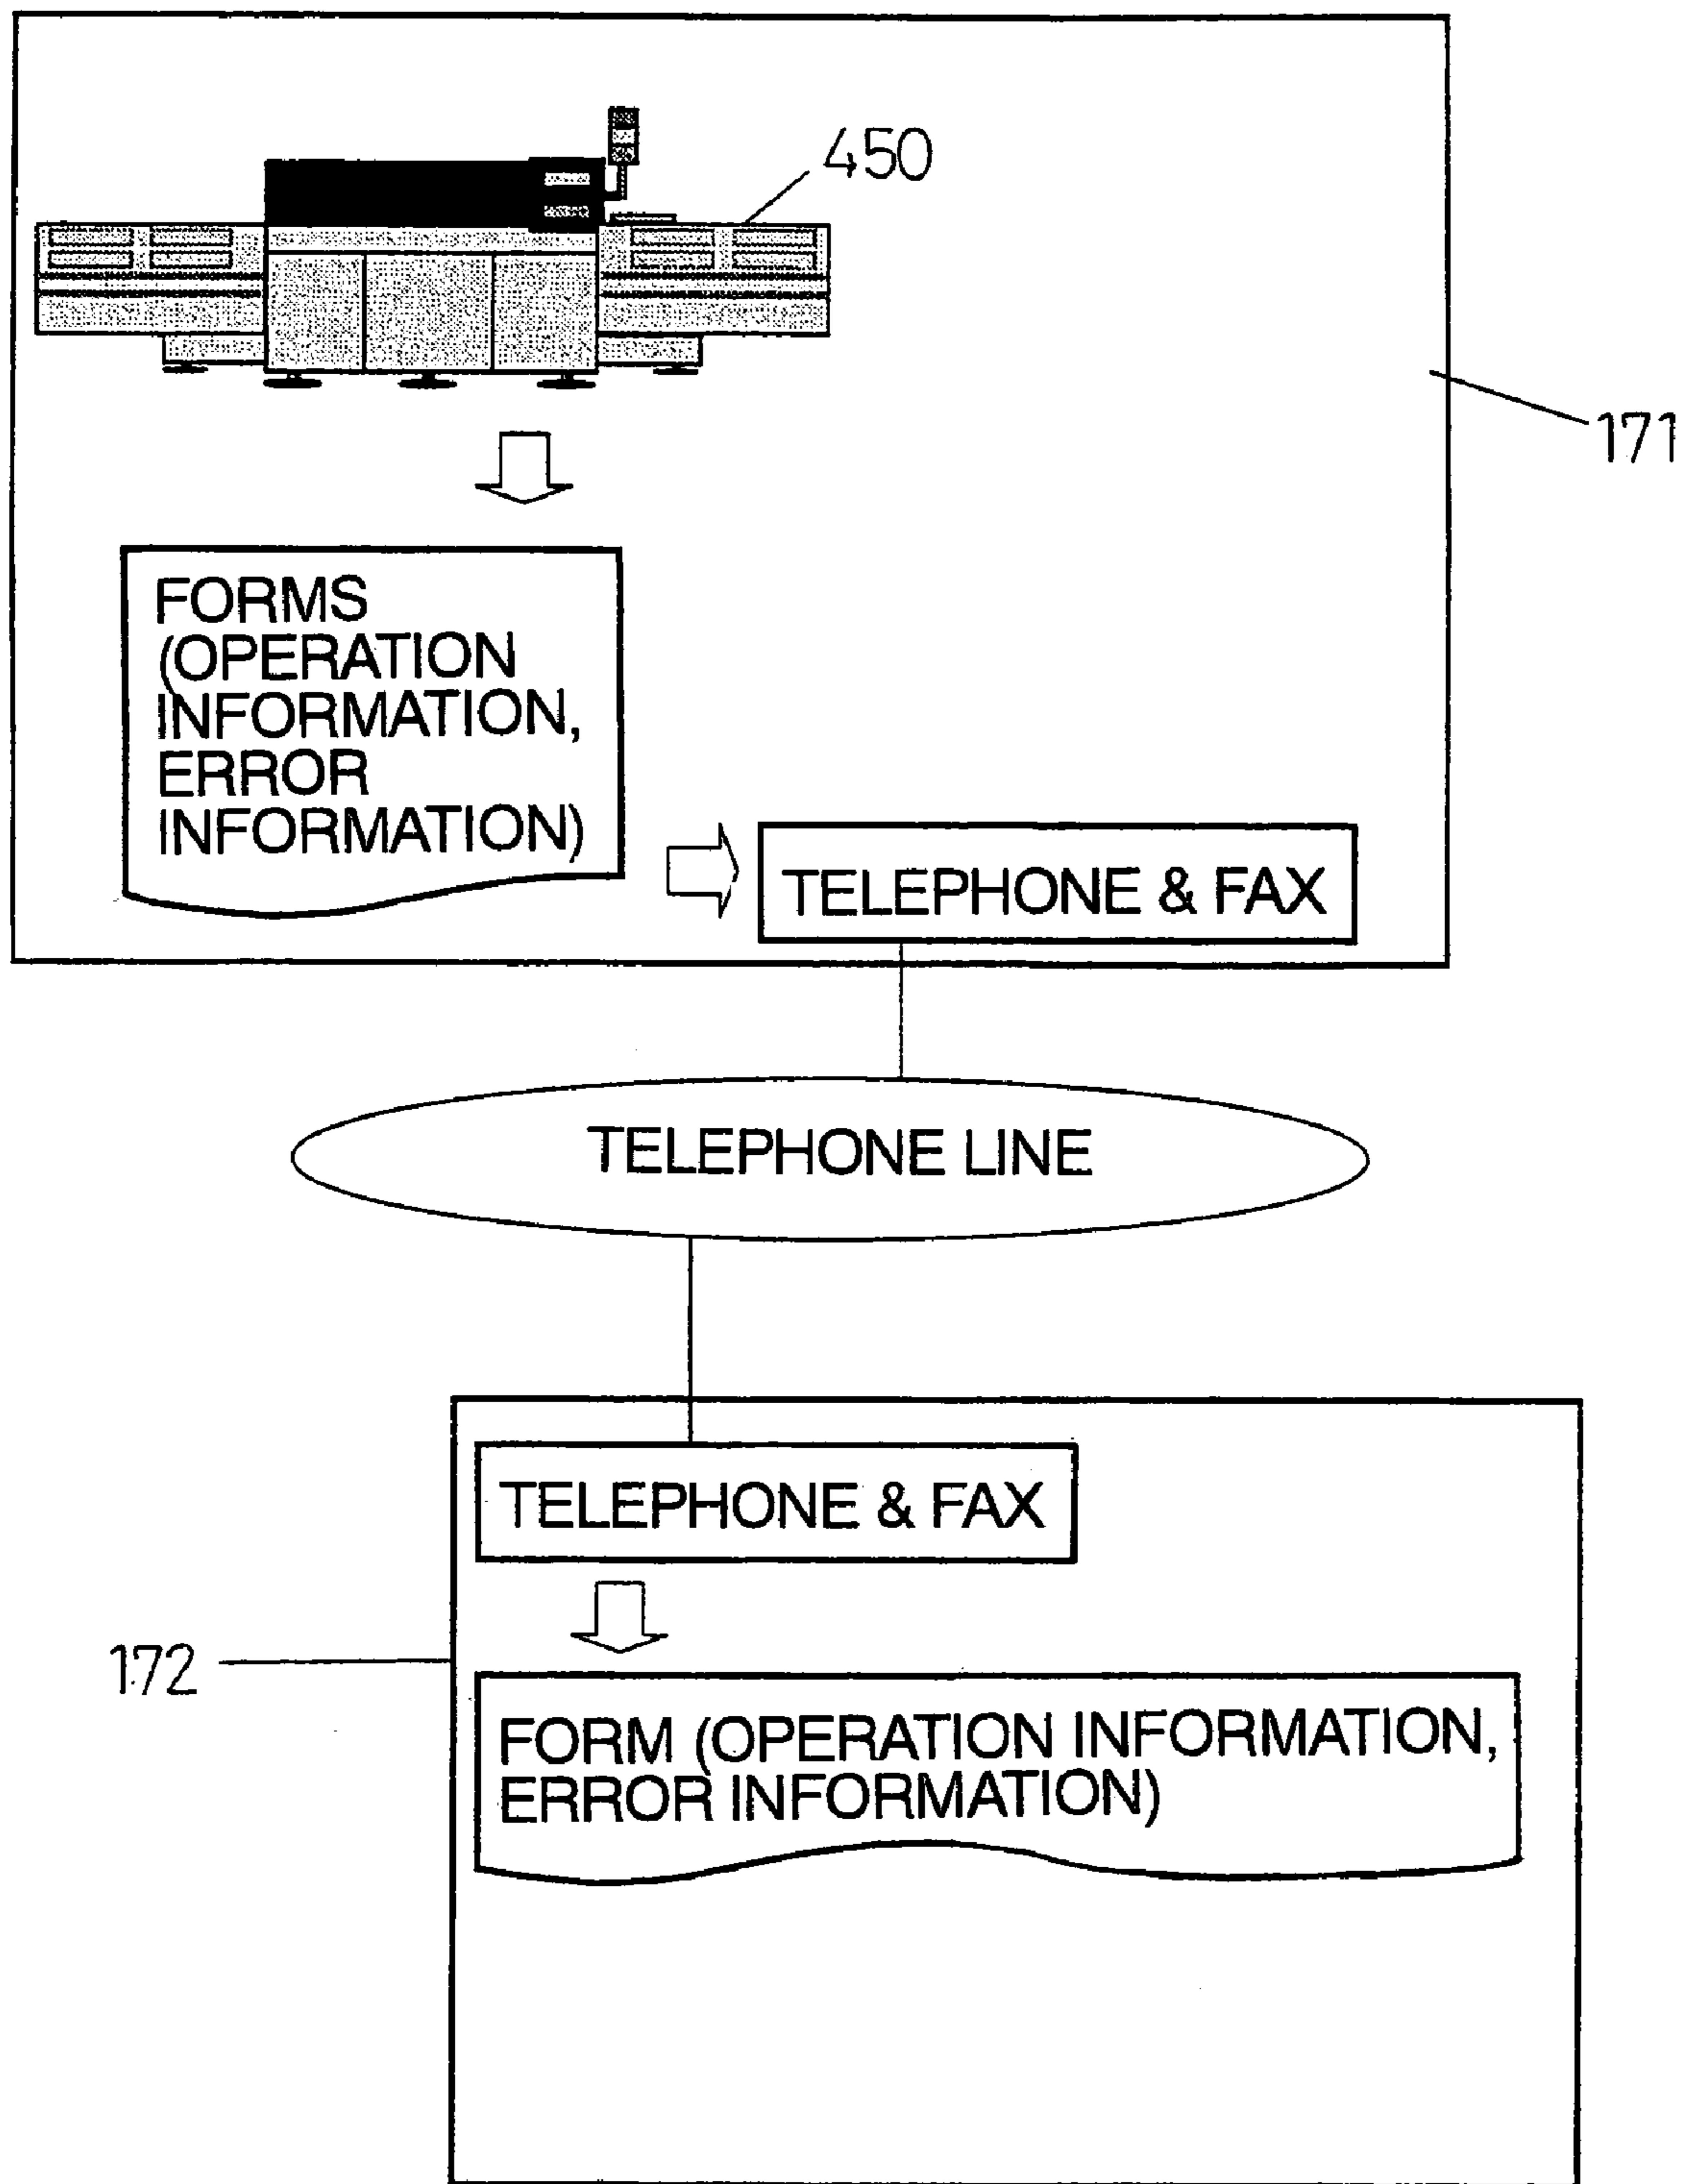 450
171
FORMS
(OPERATION
INFORMATION,
ERROR
INFORMATION)
TELEPHONE & FAX
TELEPHONE LINE
TELEPHONE & FAX
172
FORM (OPERATION INFORMATION,
ERROR INFORMATION)